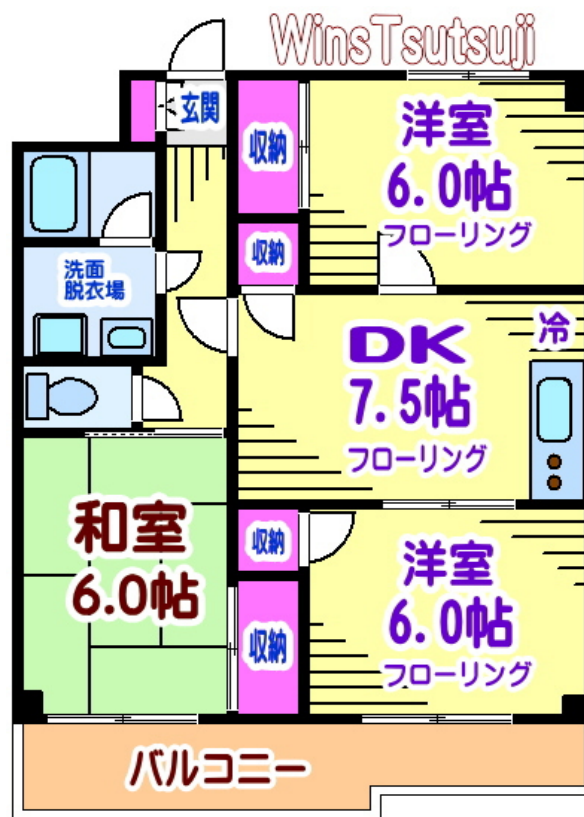 WinsTsutsuji
玄関
収納
洋室
6.0帖
フローリング
収納
洗面
脱衣場
DK
7.5帖
フローリング
冷
和室
6.0帖
収納
洋室
6.0帖
フローリング
収納
バルコニー